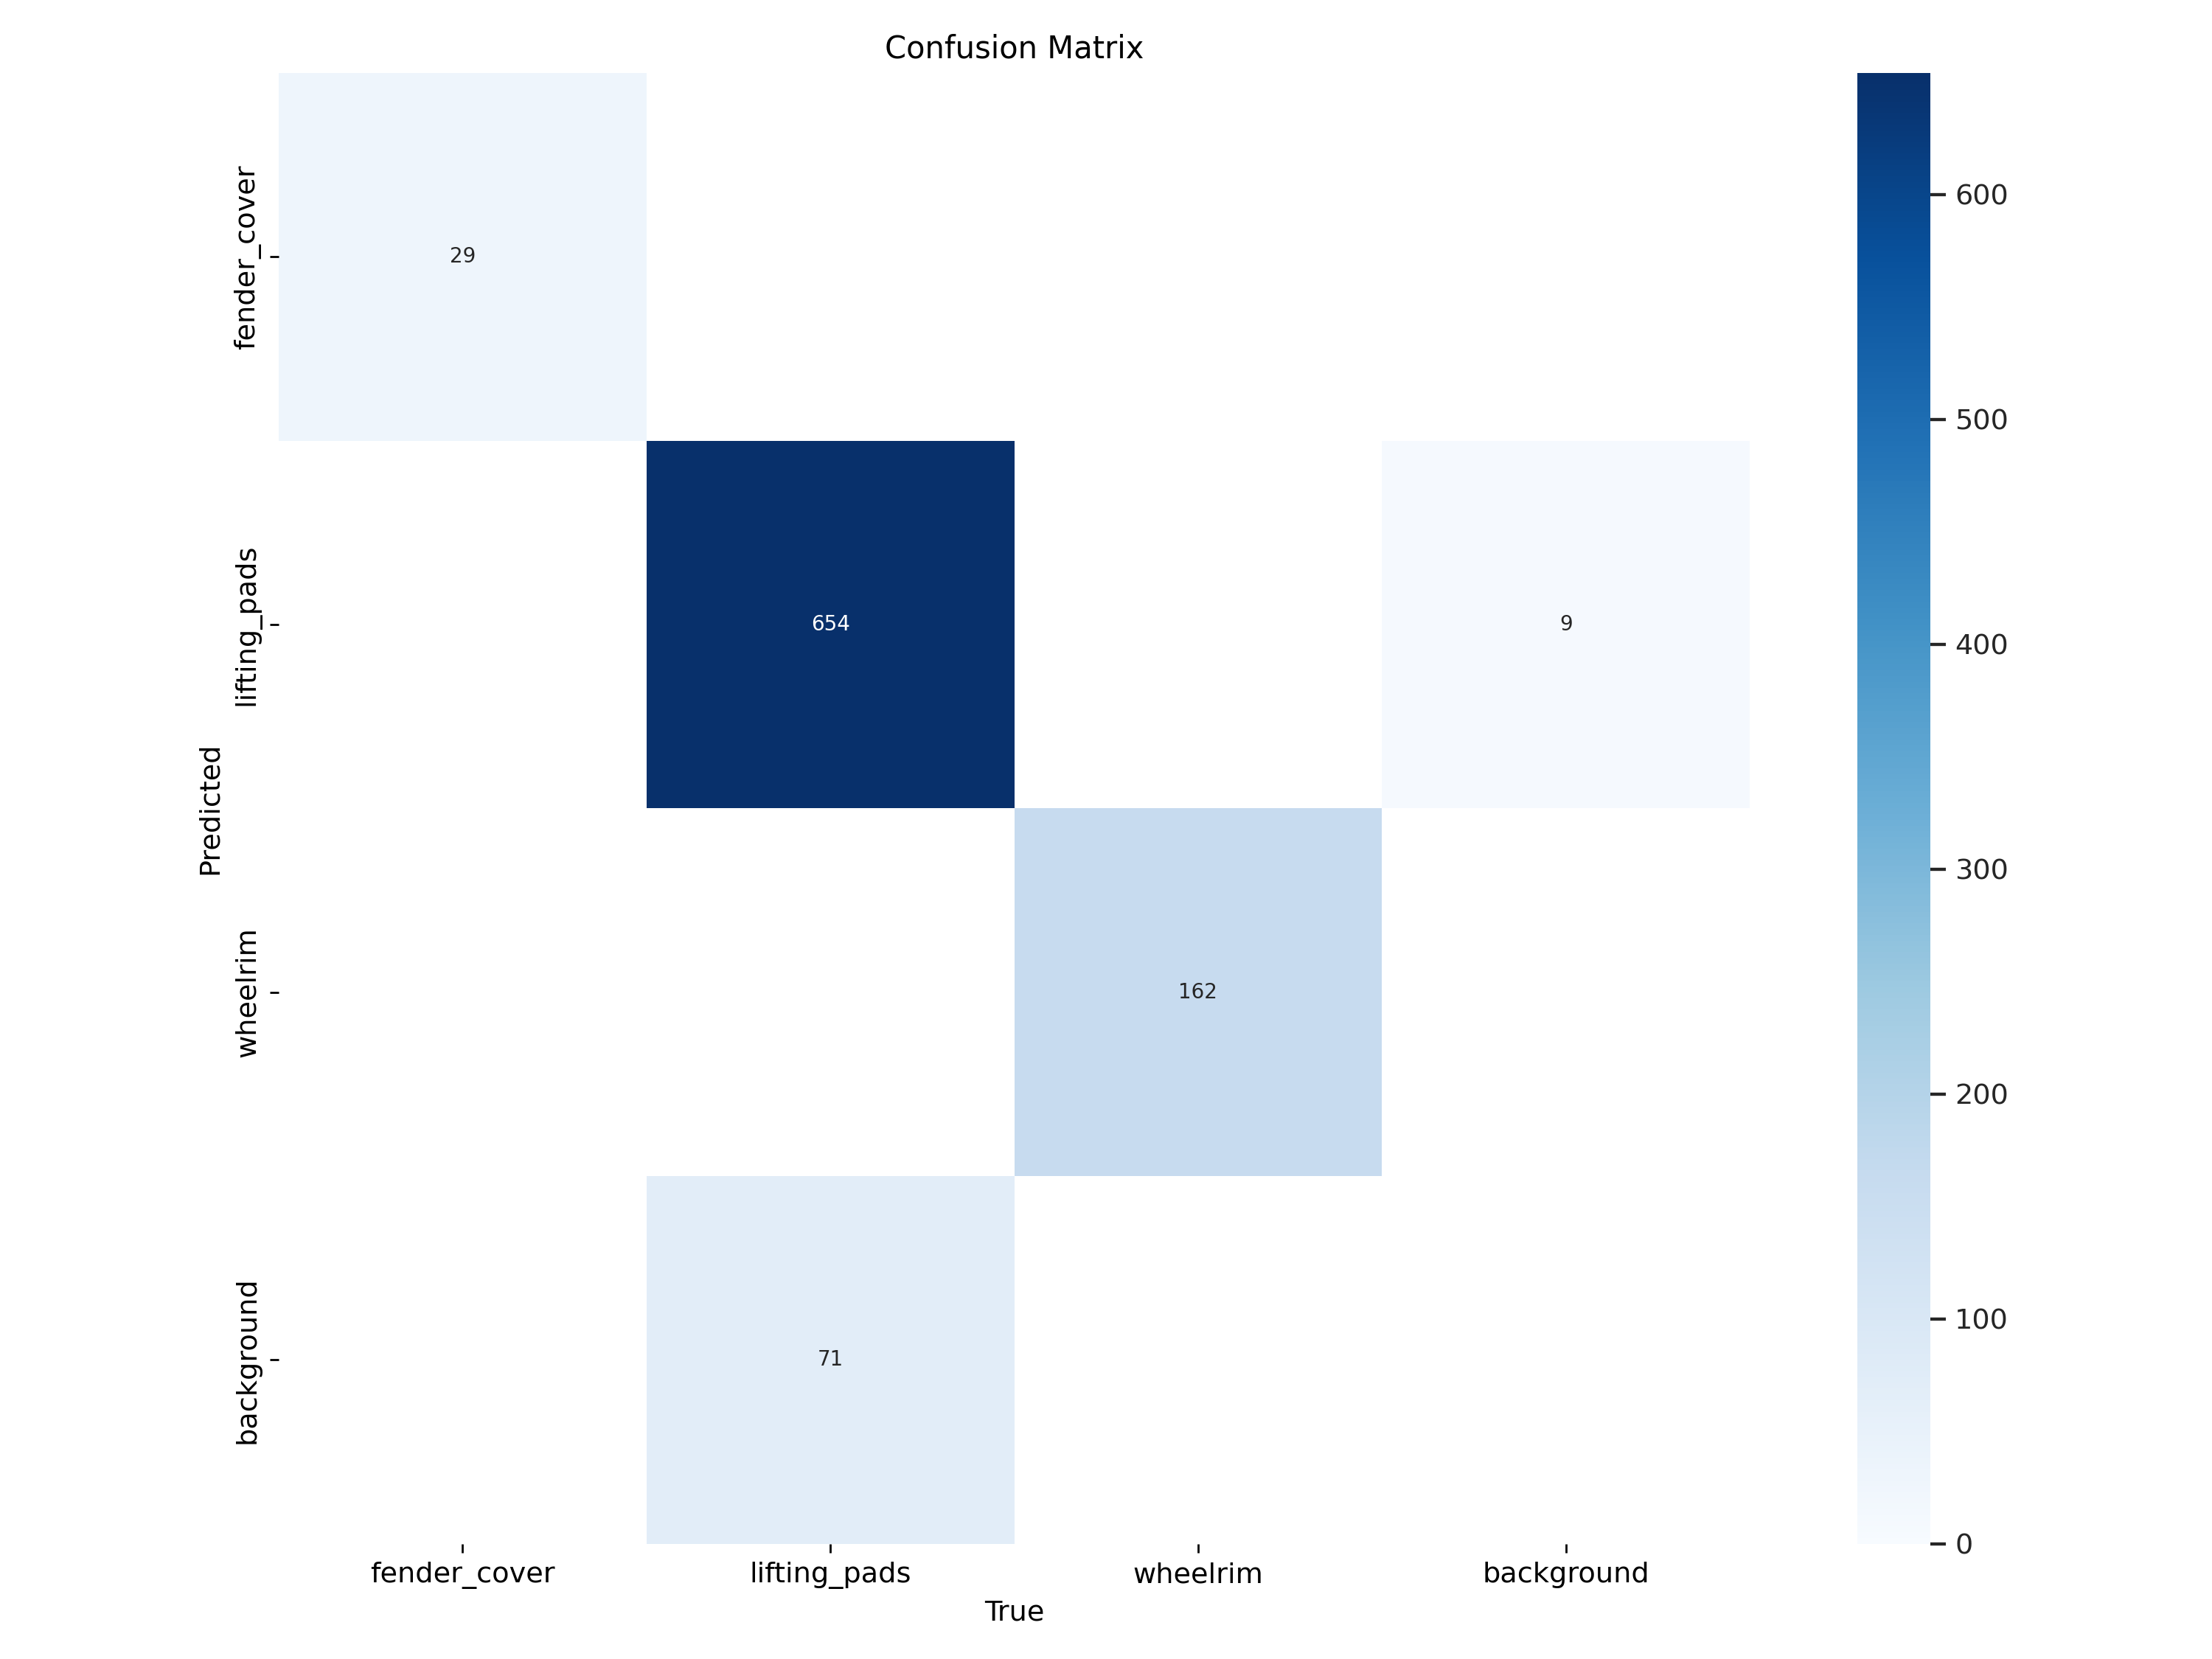 Confusion Matrix
fender_cover
29
lifting_pads
654
9
Predicted
wheelrim
162
background
71
fender_cover
lifting_pads
wheelrim
background
True
600
500
400
300
200
100
0